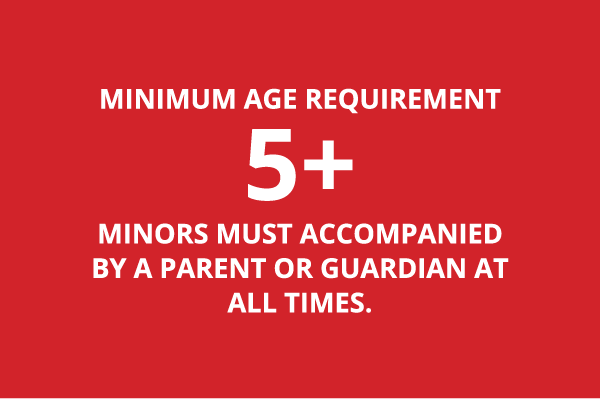 MINIMUM AGE REQUIREMENT
5+
MINORS MUST ACCOMPANIED
BY A PARENT OR GUARDIAN AT
ALL TIMES.